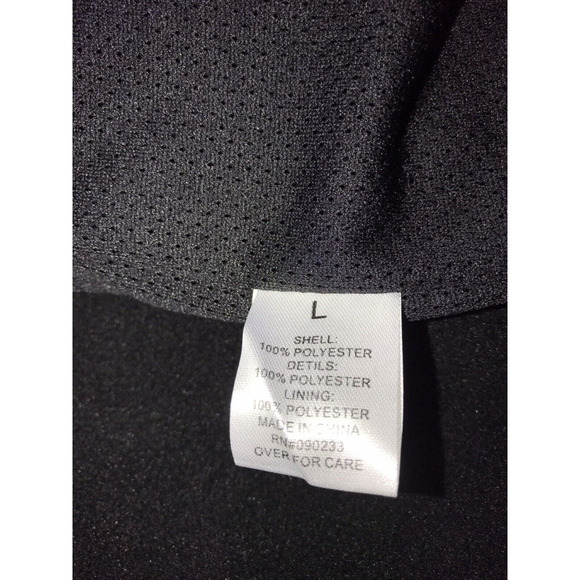 L
SHELL:
100% POLYESTER
DETILS:
100% POLYESTER
LINING:
100% POLYESTER
MADE IN CHINA
RN#090233
OVER FOR CARE